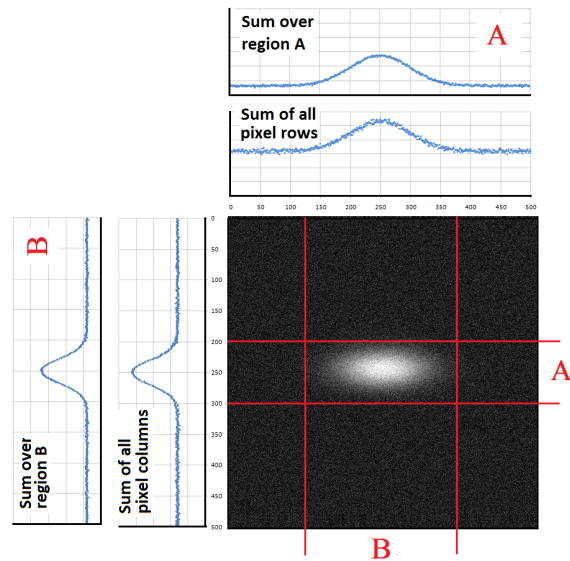 Sum over
region A
A
Sum of all
pixel rows
0 50 100 150 200 250 300 350 400 450 500
B
Sum over
region B
Sum of all
pixel columns
0
50
100
150
200
250
300
350
400
450
500
A
B